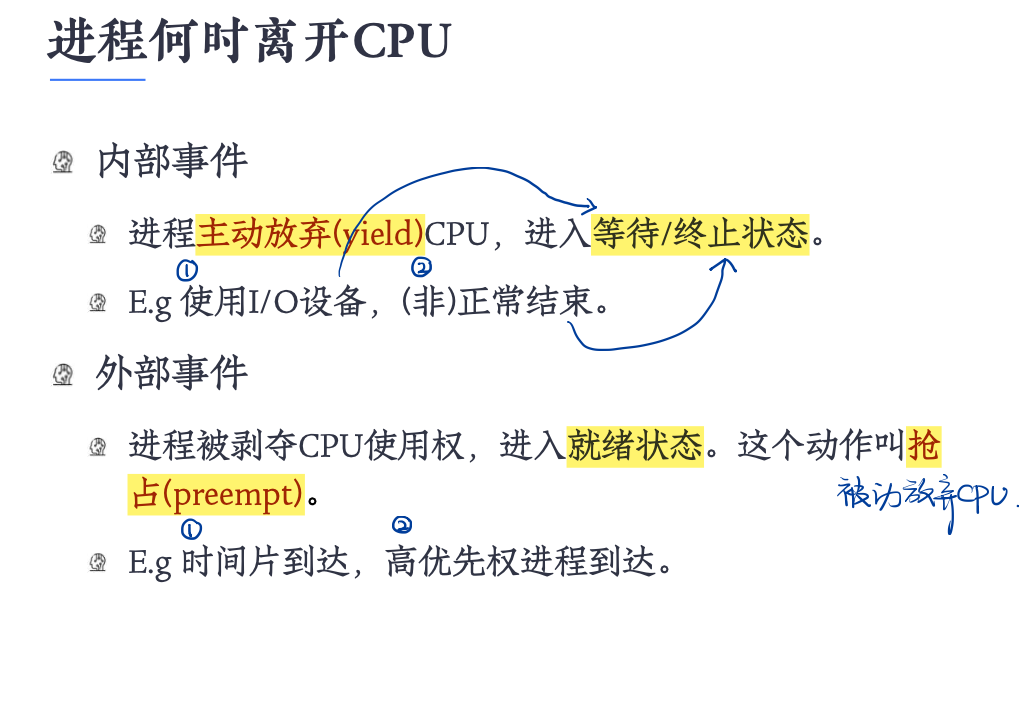 进程何时离开CPU
内部事件
进程主动放弃(yield)CPU，进入等待/终止状态。
① ②
E.g 使用I/O设备，(非)正常结束。
外部事件
进程被剥夺CPU使用权，进入就绪状态。这个动作叫抢
占(preempt)。
被动放弃CPU.
① ②
E.g 时间片到达，高优先权进程到达。